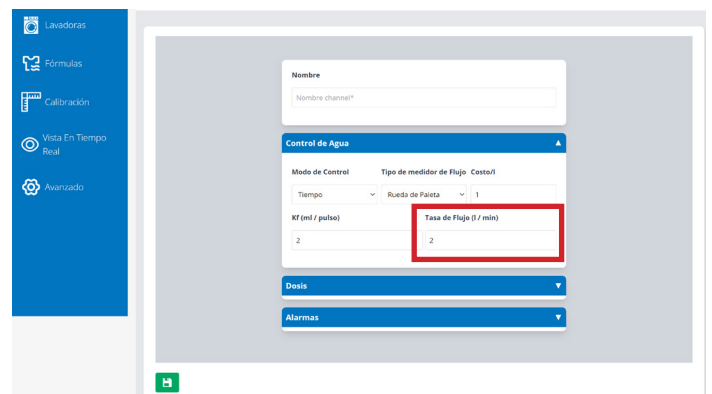 Lavadoras
Fórmulas
Calibración
Vista En Tiempo
Real
Avanzado
Nombre
Nombre channel*
Control de Agua
Modo de Control Tipo de medidor de Flujo Costo/l
Tiempo Rueda de Paleta 1
Kf (ml / pulso) Tasa de Flujo (l / min)
2 2
Dosis
Alarmas